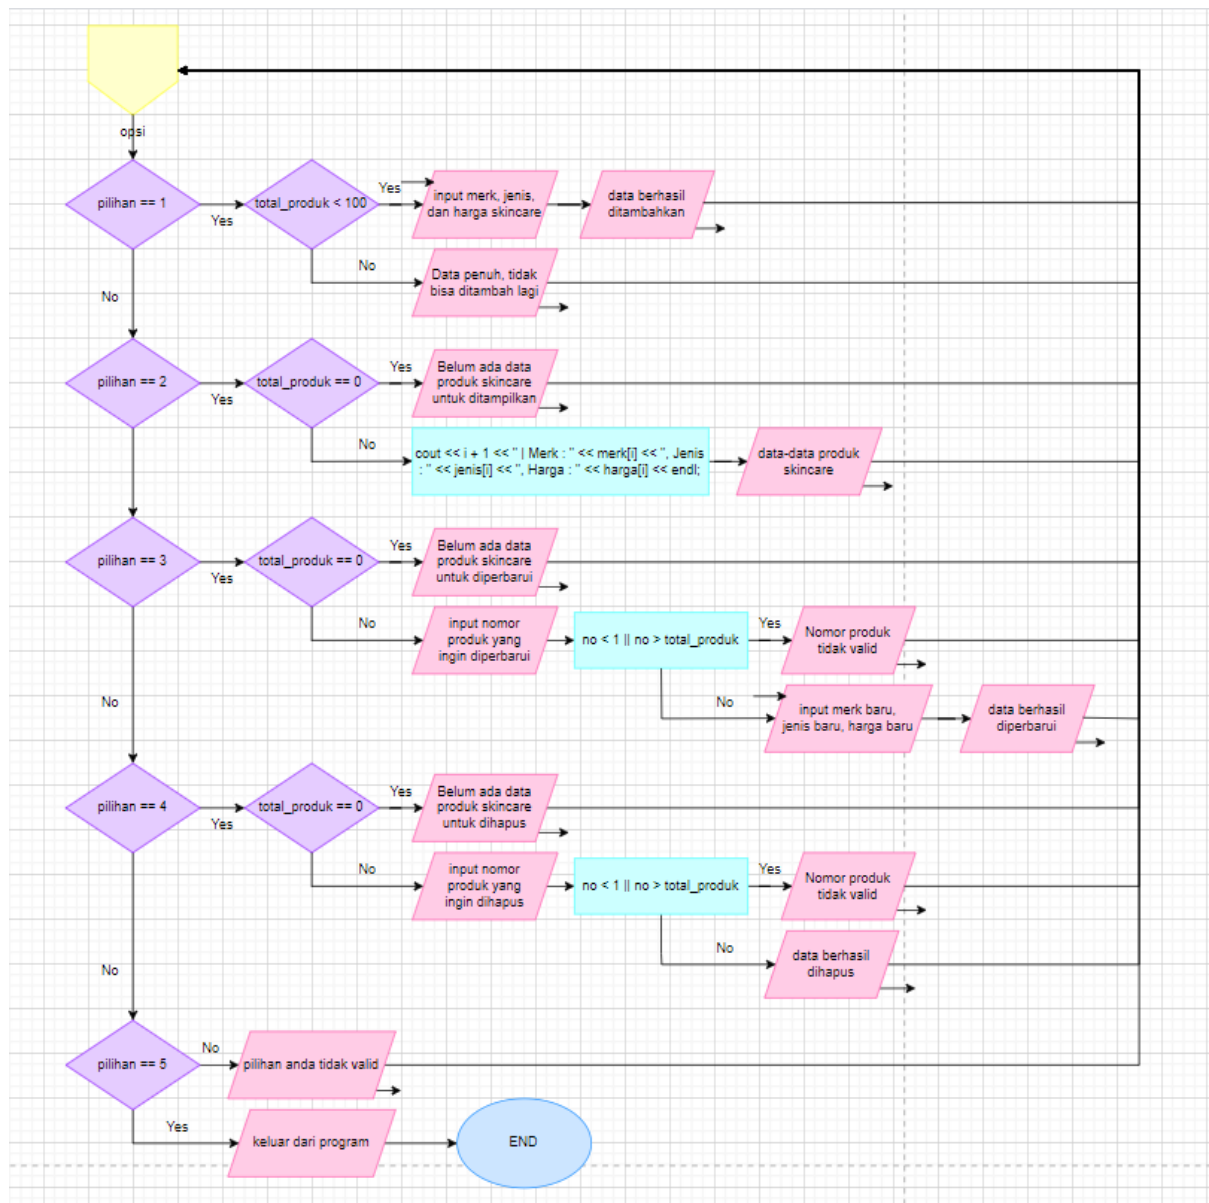 opsi
pilihan == 1
Yes
total_produk < 100
Yes
input merk, jenis,
dan harga skincare
data berhasil
ditambahkan
No
Data penuh, tidak
bisa ditambah lagi
No
pilihan == 2
Yes
total_produk == 0
Yes
Belum ada data
produk skincare
untuk ditampilkan
No
cout << i + 1 << " | Merk : " << merk[i] << ", Jenis
: " << jenis[i] << ", Harga : " << harga[i] << endl;
data-data produk
skincare
pilihan == 3
Yes
total_produk == 0
Yes
Belum ada data
produk skincare
untuk diperbarui
No
input nomor
produk yang
ingin diperbarui
no < 1 || no > total_produk
Yes
Nomor produk
tidak valid
No
input merk baru,
jenis baru, harga baru
data berhasil
diperbarui
No
pilihan == 4
Yes
total_produk == 0
Yes
Belum ada data
produk skincare
untuk dihapus
No
input nomor
produk yang
ingin dihapus
no < 1 || no > total_produk
Yes
Nomor produk
tidak valid
No
data berhasil
dihapus
No
pilihan == 5
No
pilihan anda tidak valid
Yes
keluar dari program
END